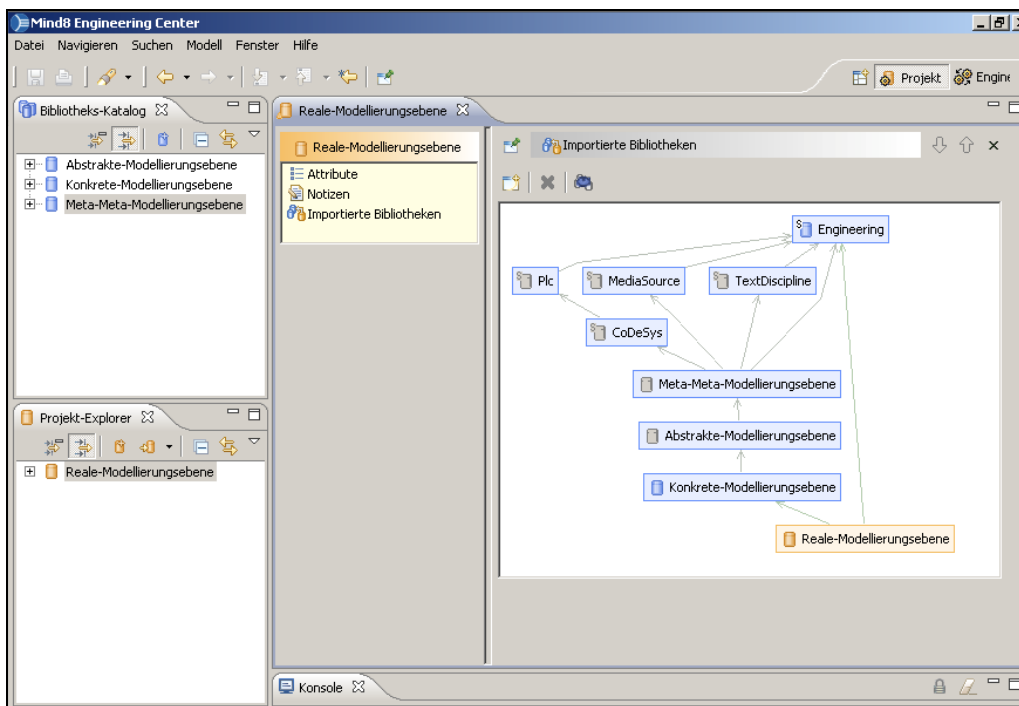 Mind8 Engineering Center
Datei Navigieren Suchen Modell Fenster Hilfe
Projekt
Bibliotheks-Katalog
Abstrakte-Modellierungsebene
Konkrete-Modellierungsebene
Meta-Meta-Modellierungsebene
Projekt-Explorer
Reale-Modellierungsebene
Reale-Modellierungsebene
Reale-Modellierungsebene
Attribute
Notizen
Importierte Bibliotheken
Importierte Bibliotheken
S Engineering
S Plc
S MediaSource
S TextDiscipline
S CoDeSys
Meta-Meta-Modellierungsebene
Abstrakte-Modellierungsebene
Konkrete-Modellierungsebene
Reale-Modellierungsebene
Konsole